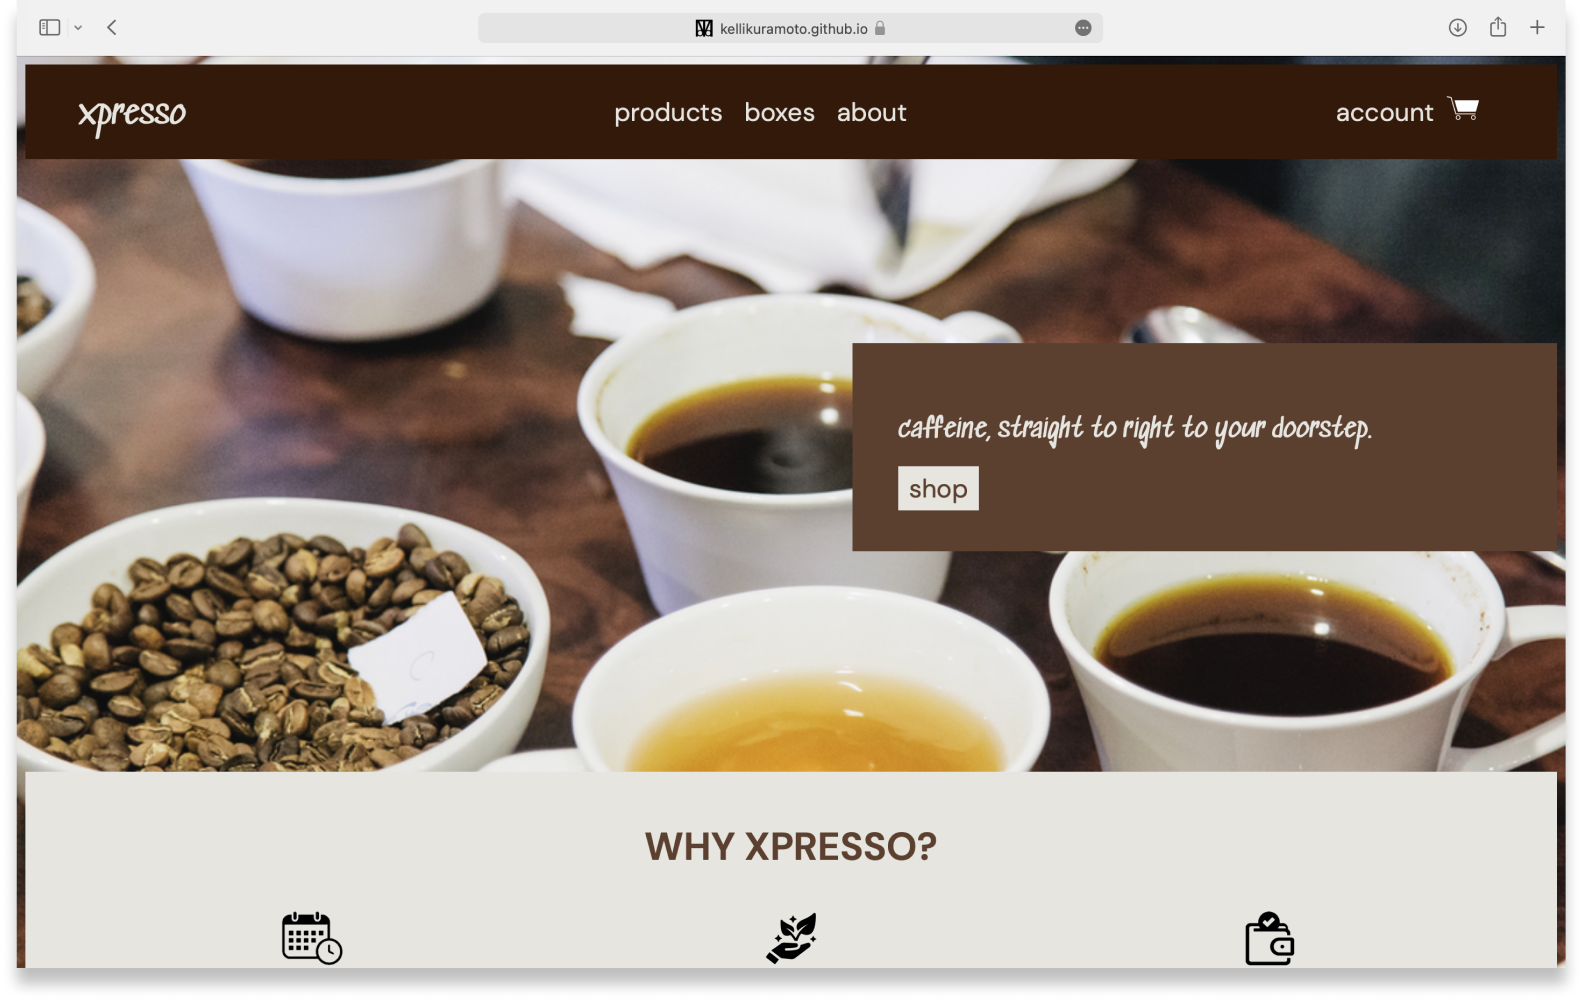 kellikuramoto.github.io
xpresso products boxes about account
caffeine, straight to right to your doorstep.
shop
WHY XPRESSO?